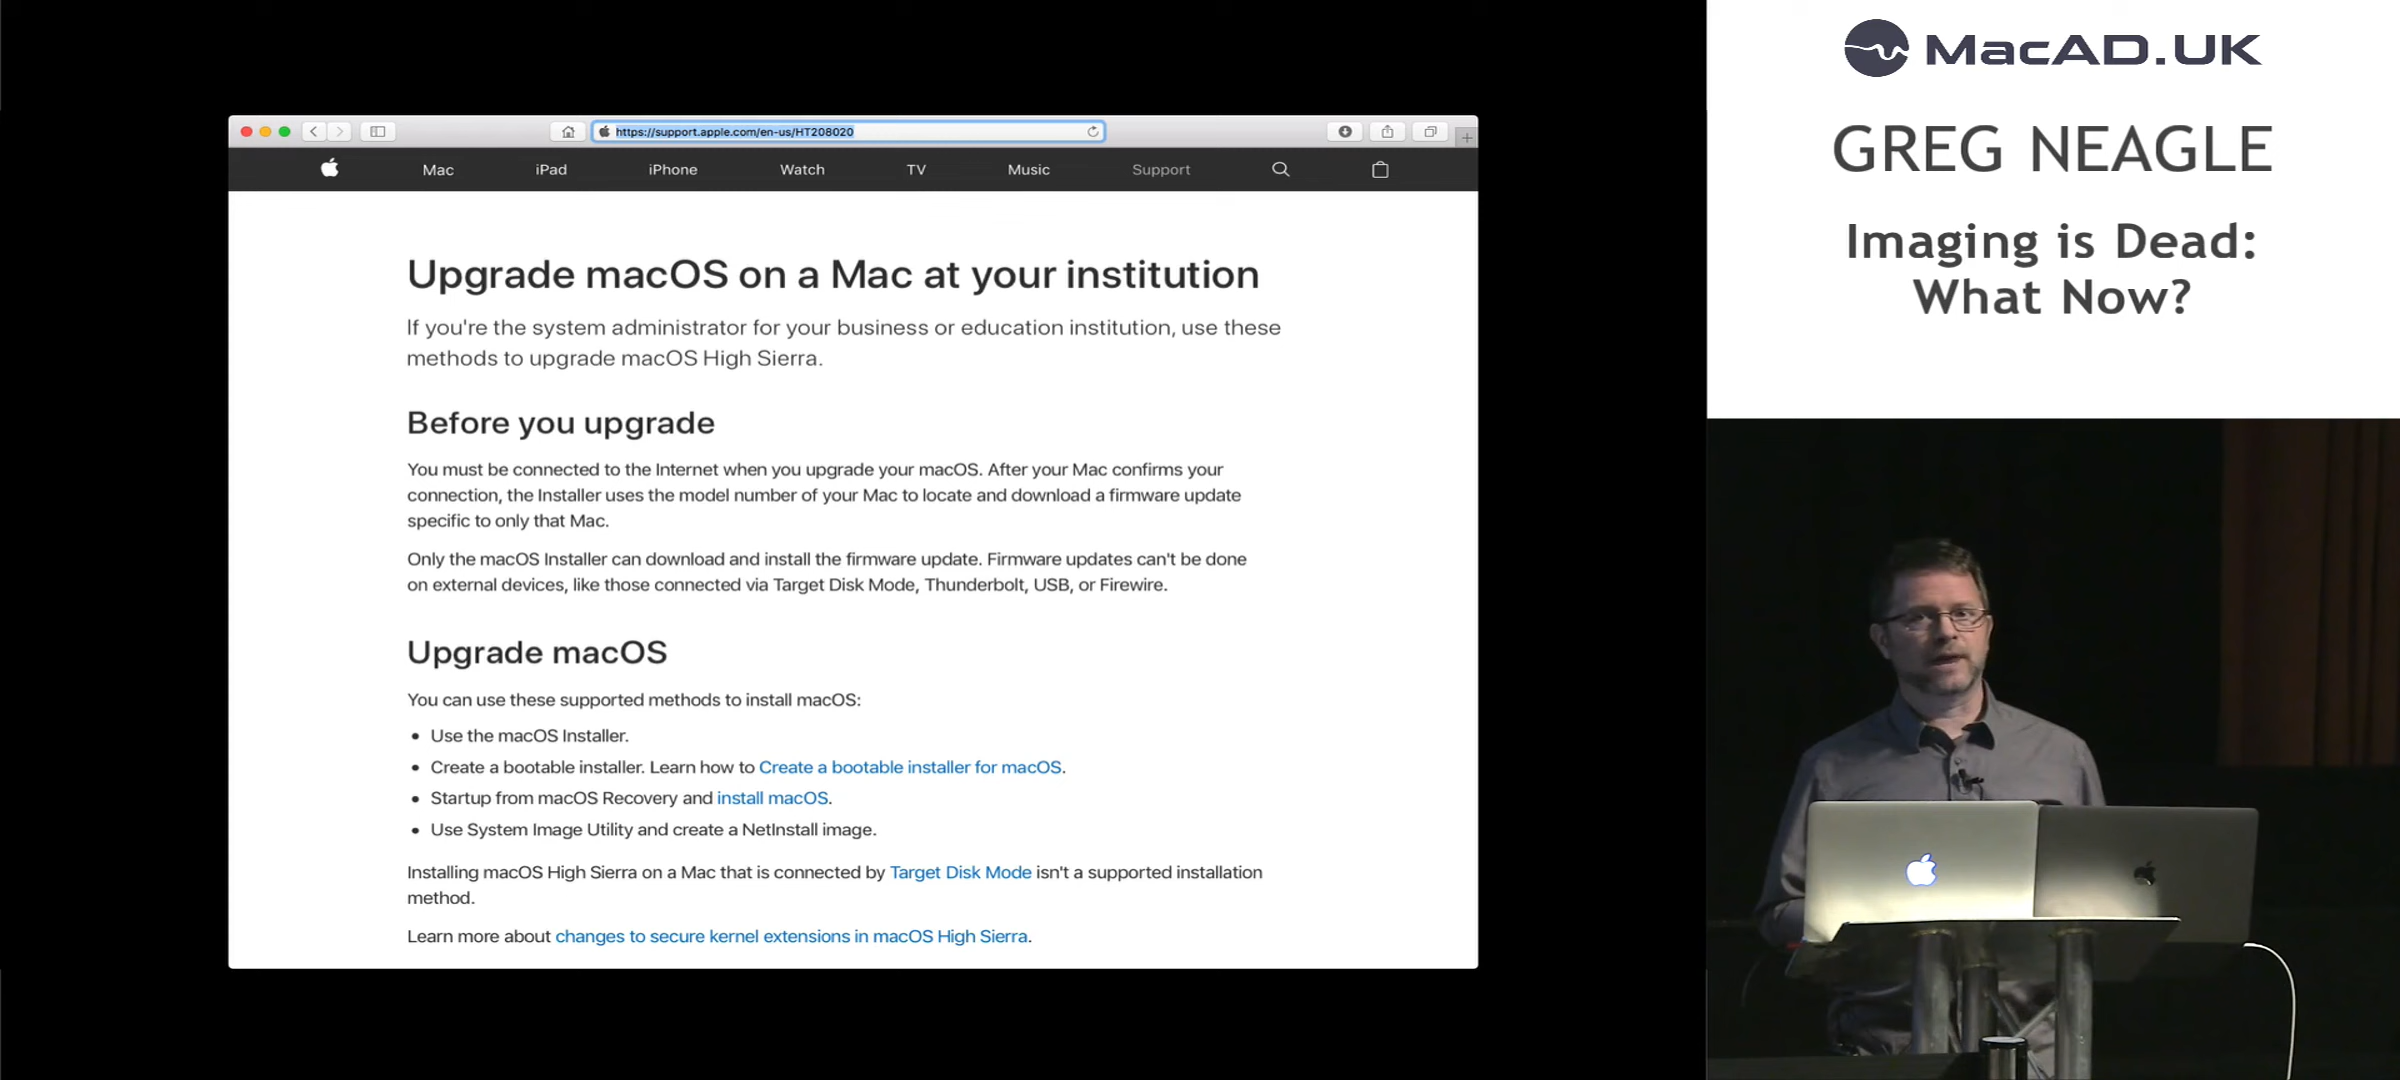 https://support.apple.com/en-us/HT208020
Mac
iPad
iPhone
Watch
TV
Music
Support
Upgrade macOS on a Mac at your institution
If you're the system administrator for your business or education institution, use these
methods to upgrade macOS High Sierra.
Before you upgrade
You must be connected to the Internet when you upgrade your macOS. After your Mac confirms your
connection, the Installer uses the model number of your Mac to locate and download a firmware update
specific to only that Mac.
Only the macOS Installer can download and install the firmware update. Firmware updates can't be done
on external devices, like those connected via Target Disk Mode, Thunderbolt, USB, or Firewire.
Upgrade macOS
You can use these supported methods to install macOS:
• Use the macOS Installer.
• Create a bootable installer. Learn how to Create a bootable installer for macOS.
• Startup from macOS Recovery and install macOS.
• Use System Image Utility and create a NetInstall image.
Installing macOS High Sierra on a Mac that is connected by Target Disk Mode isn't a supported installation
method.
Learn more about changes to secure kernel extensions in macOS High Sierra.
MacAD.UK
GREG NEAGLE
Imaging is Dead:
What Now?